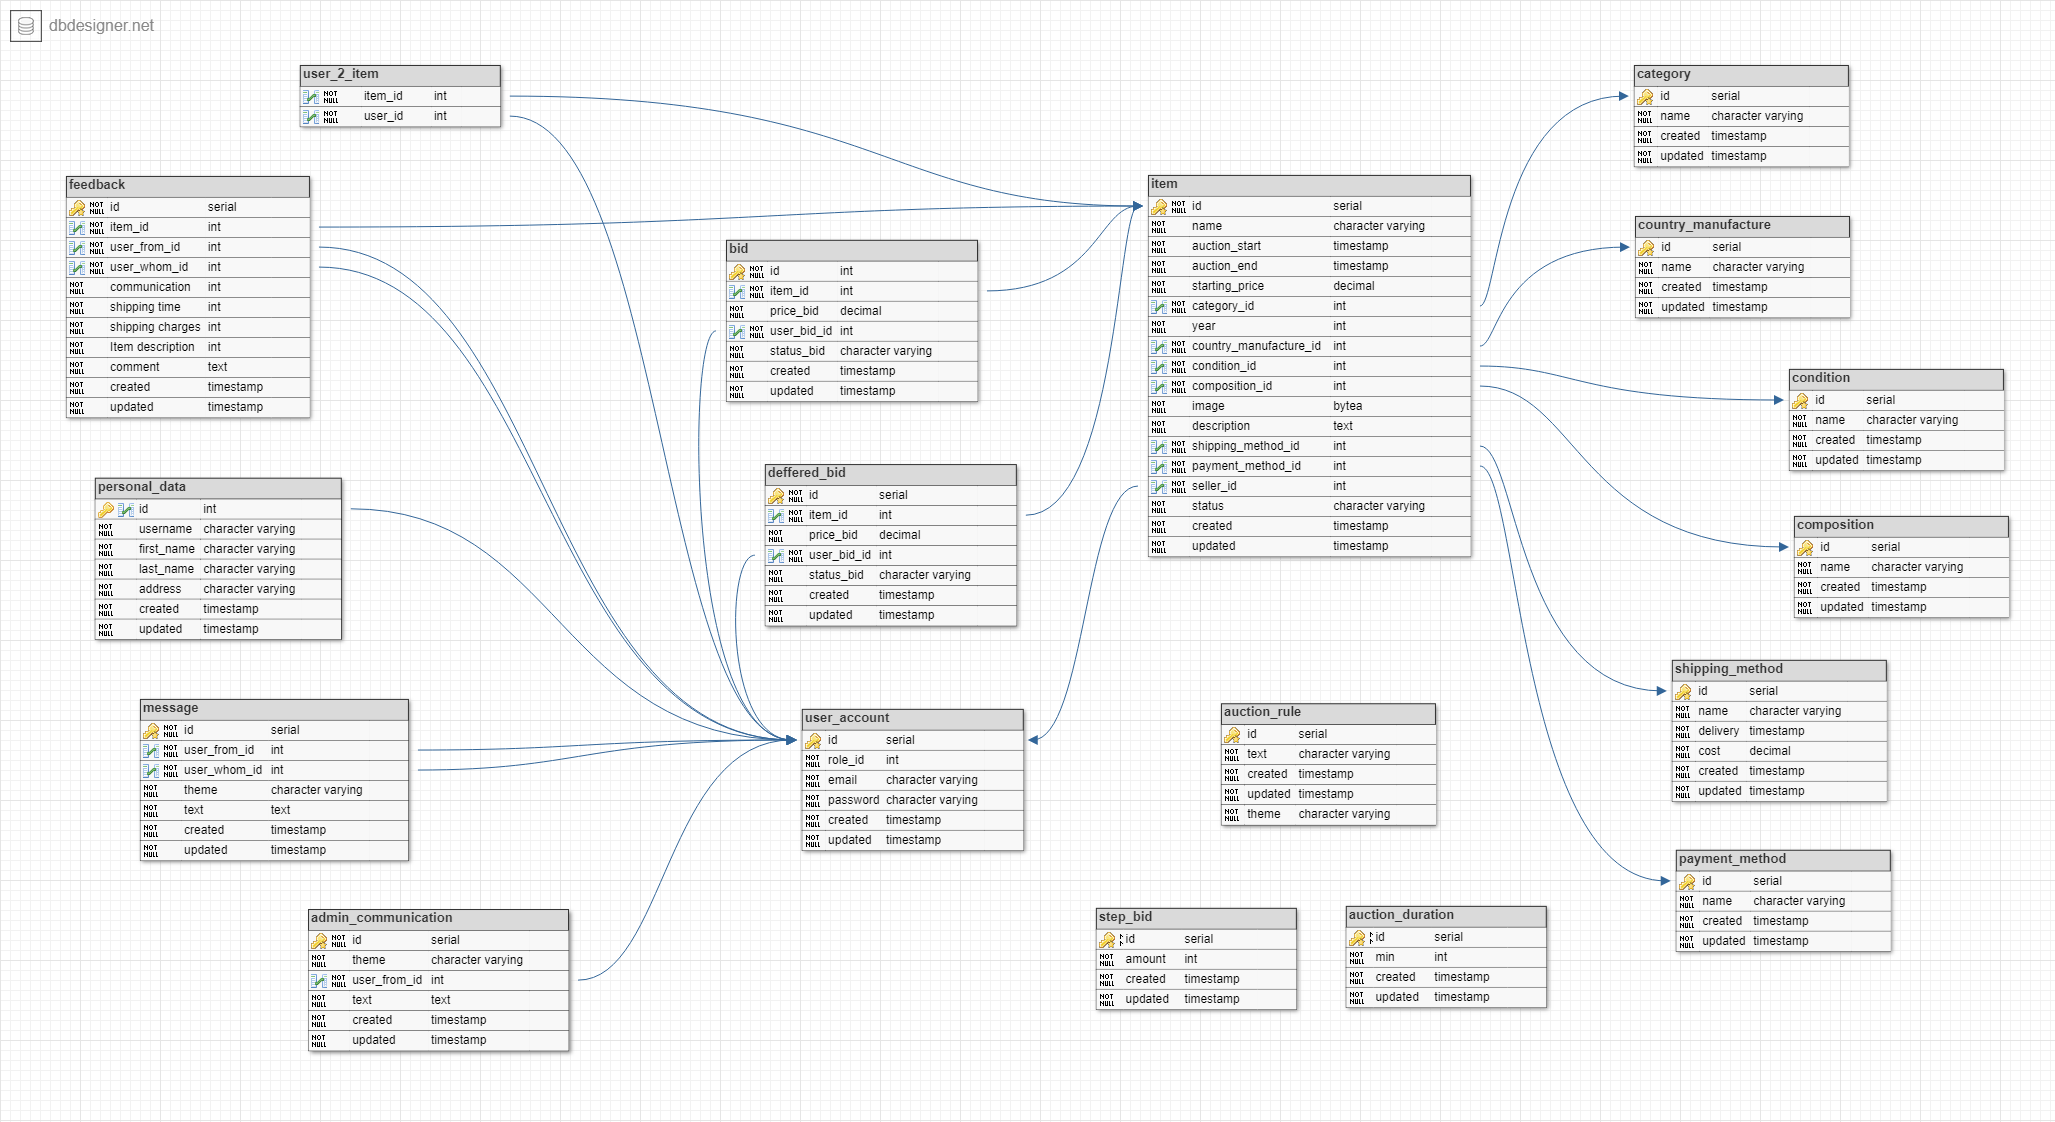 dbdesigner.net
user_2_item
NOT NULL item_id int
NOT NULL user_id int
feedback
NOT NULL id serial
NOT NULL item_id int
NOT NULL user_from_id int
NOT NULL user_whom_id int
NOT NULL communication int
NOT NULL shipping time int
NOT NULL shipping charges int
NOT NULL Item description int
NOT NULL comment text
NOT NULL created timestamp
NOT NULL updated timestamp
personal_data
id int
NOT NULL username character varying
NOT NULL first_name character varying
NOT NULL last_name character varying
NOT NULL address character varying
NOT NULL created timestamp
NOT NULL updated timestamp
message
NOT NULL id serial
NOT NULL user_from_id int
NOT NULL user_whom_id int
NOT NULL theme character varying
NOT NULL text text
NOT NULL created timestamp
NOT NULL updated timestamp
admin_communication
NOT NULL id serial
NOT NULL theme character varying
NOT NULL user_from_id int
NOT NULL text text
NOT NULL created timestamp
NOT NULL updated timestamp
bid
NOT NULL id int
NOT NULL item_id int
NOT NULL price_bid decimal
NOT NULL user_bid_id int
NOT NULL status_bid character varying
NOT NULL created timestamp
NOT NULL updated timestamp
deffered_bid
NOT NULL id serial
NOT NULL item_id int
NOT NULL price_bid decimal
NOT NULL user_bid_id int
NOT NULL status_bid character varying
NOT NULL created timestamp
NOT NULL updated timestamp
user_account
id serial
NOT NULL role_id int
NOT NULL email character varying
NOT NULL password character varying
NOT NULL created timestamp
NOT NULL updated timestamp
item
NOT NULL id serial
NOT NULL name character varying
NOT NULL auction_start timestamp
NOT NULL auction_end timestamp
NOT NULL starting_price decimal
NOT NULL category_id int
NOT NULL year int
NOT NULL country_manufacture_id int
NOT NULL condition_id int
NOT NULL composition_id int
NOT NULL image bytea
NOT NULL description text
NOT NULL shipping_method_id int
NOT NULL payment_method_id int
NOT NULL seller_id int
NOT NULL status character varying
NOT NULL created timestamp
NOT NULL updated timestamp
auction_rule
id serial
NOT NULL text character varying
NOT NULL created timestamp
NOT NULL updated timestamp
NOT NULL theme character varying
step_bid
id serial
NOT NULL amount int
NOT NULL created timestamp
NOT NULL updated timestamp
auction_duration
id serial
NOT NULL min int
NOT NULL created timestamp
NOT NULL updated timestamp
category
id serial
NOT NULL name character varying
NOT NULL created timestamp
NOT NULL updated timestamp
country_manufacture
id serial
NOT NULL name character varying
NOT NULL created timestamp
NOT NULL updated timestamp
condition
id serial
NOT NULL name character varying
NOT NULL created timestamp
NOT NULL updated timestamp
composition
id serial
NOT NULL name character varying
NOT NULL created timestamp
NOT NULL updated timestamp
shipping_method
id serial
NOT NULL name character varying
NOT NULL delivery timestamp
NOT NULL cost decimal
NOT NULL created timestamp
NOT NULL updated timestamp
payment_method
id serial
NOT NULL name character varying
NOT NULL created timestamp
NOT NULL updated timestamp